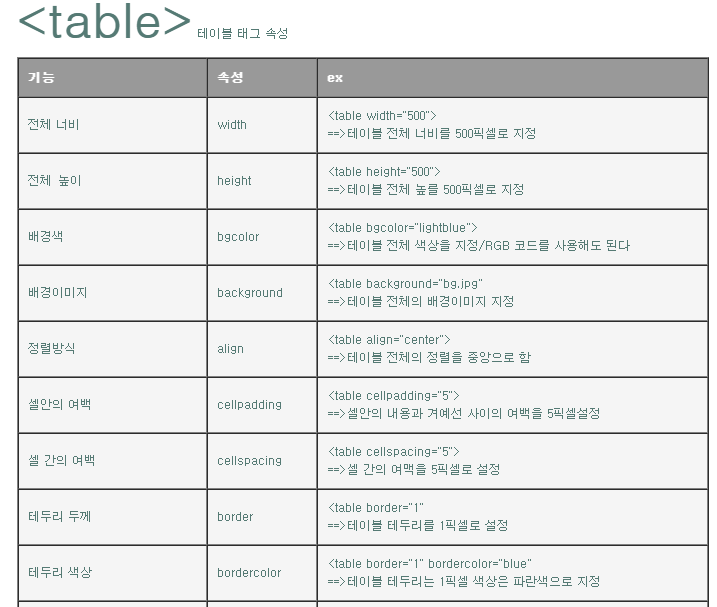 <table> 테이블 태그 속성
기능 속성 ex
전체 너비 width <table width="500">
==>테이블 전체 너비를 500픽셀로 지정
전체 높이 height <table height="500">
==>테이블 전체 높를 500픽셀로 지정
배경색 bgcolor <table bgcolor="lightblue">
==>테이블 전체 색상을 지정/RGB 코드를 사용해도 된다
배경이미지 background <table background="bg.jpg"
==>테이블 전체의 배경이미지 지정
정렬방식 align <table align="center">
==>테이블 전체의 정렬을 중앙으로 함
셀안의 여백 cellpadding <table cellpadding="5">
==>셀안의 내용과 겨예선 사이의 여백을 5픽셀설정
셀 간의 여백 cellspacing <table cellspacing="5">
==>셀 간의 여맥을 5픽셀로 설정
테두리 두께 border <table border="1"
==>테이블 테두리를 1픽셀로 설정
테두리 색상 bordercolor <table border="1" bordercolor="blue"
==>테이블 테두리는 1픽셀 색상은 파란색으로 지정